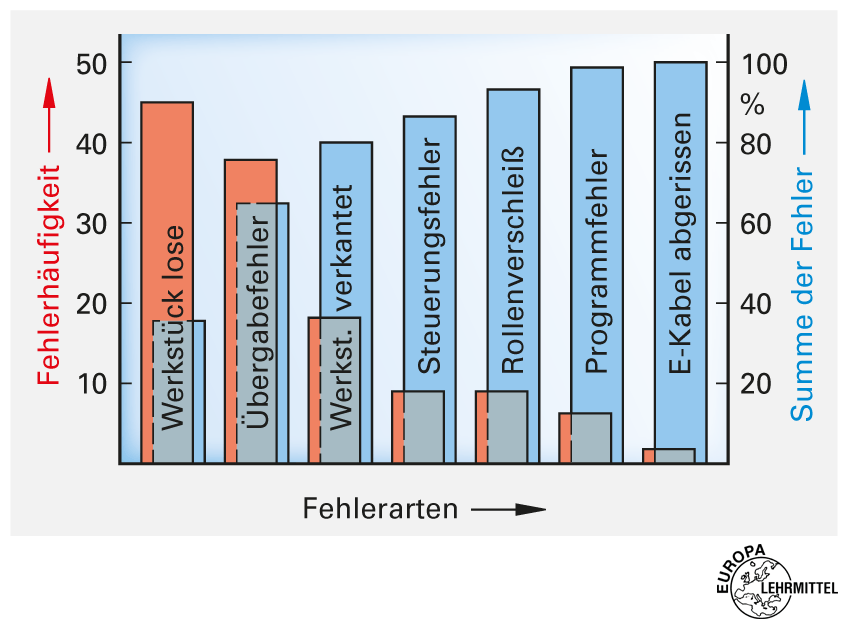 Fehlerhäufigkeit
50
40
30
20
10
Werkstück lose
Übergabefehler
Werkst. verkantet
Steuerungsfehler
Rollenverschleiß
Programmfehler
E-Kabel abgerissen
100
%
80
60
40
20
Summe der Fehler
Fehlerarten
EUROPA
LEHRMITTEL